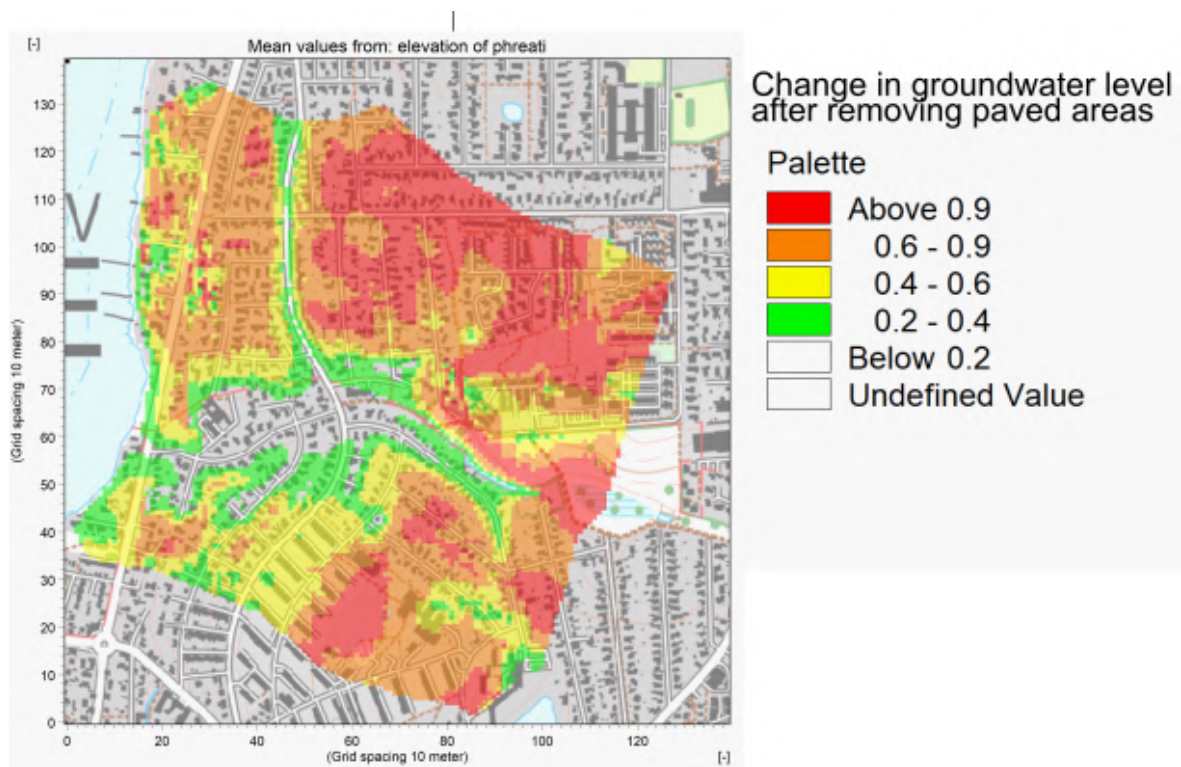 [-]
Mean values from: elevation of phreati
Change in groundwater level
after removing paved areas
Palette
Above 0.9
0.6 - 0.9
0.4 - 0.6
0.2 - 0.4
Below 0.2
Undefined Value
130
120
110
100
90
80
70
60
50
40
30
20
10
0
(Grid spacing 10 meter)
0 20 40 60 80 100 120
(Grid spacing 10 meter) [-]